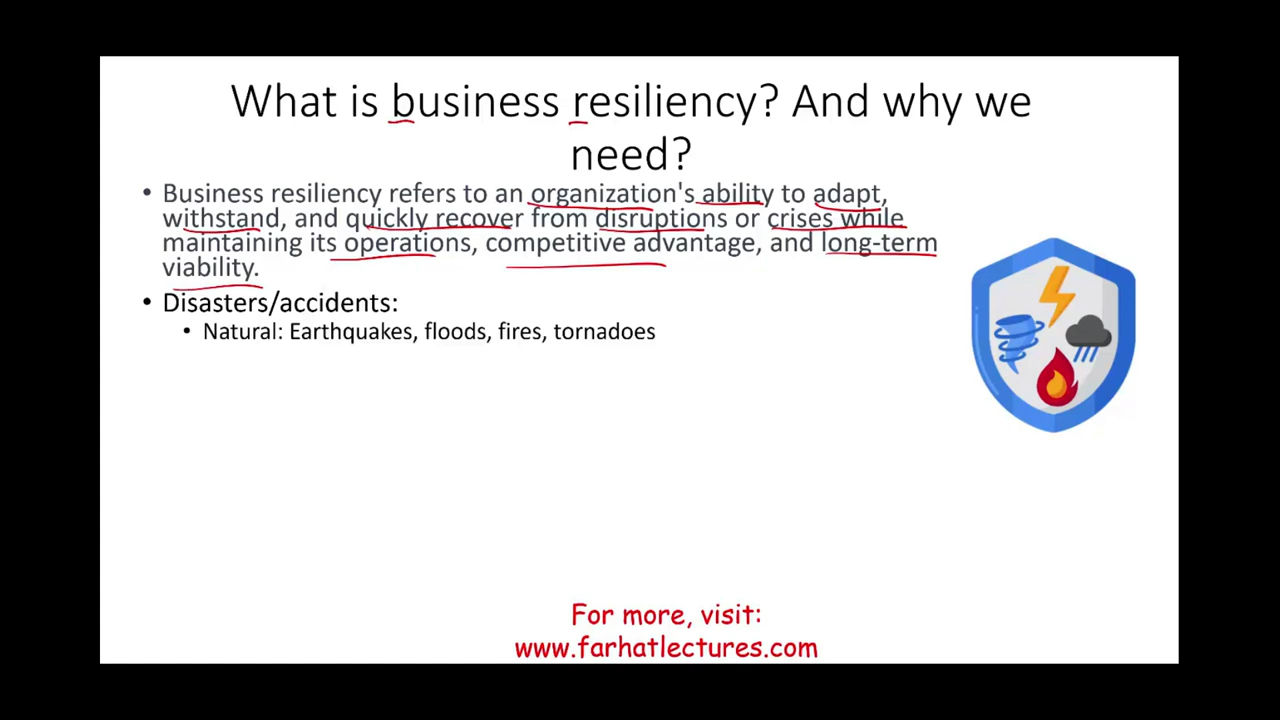 What is business resiliency? And why we
need?
• Business resiliency refers to an organization's ability to adapt,
withstand, and quickly recover from disruptions or crises while
maintaining its operations, competitive advantage, and long-term
viability.
• Disasters/accidents:
• Natural: Earthquakes, floods, fires, tornadoes
For more, visit:
www.farhatlectures.com